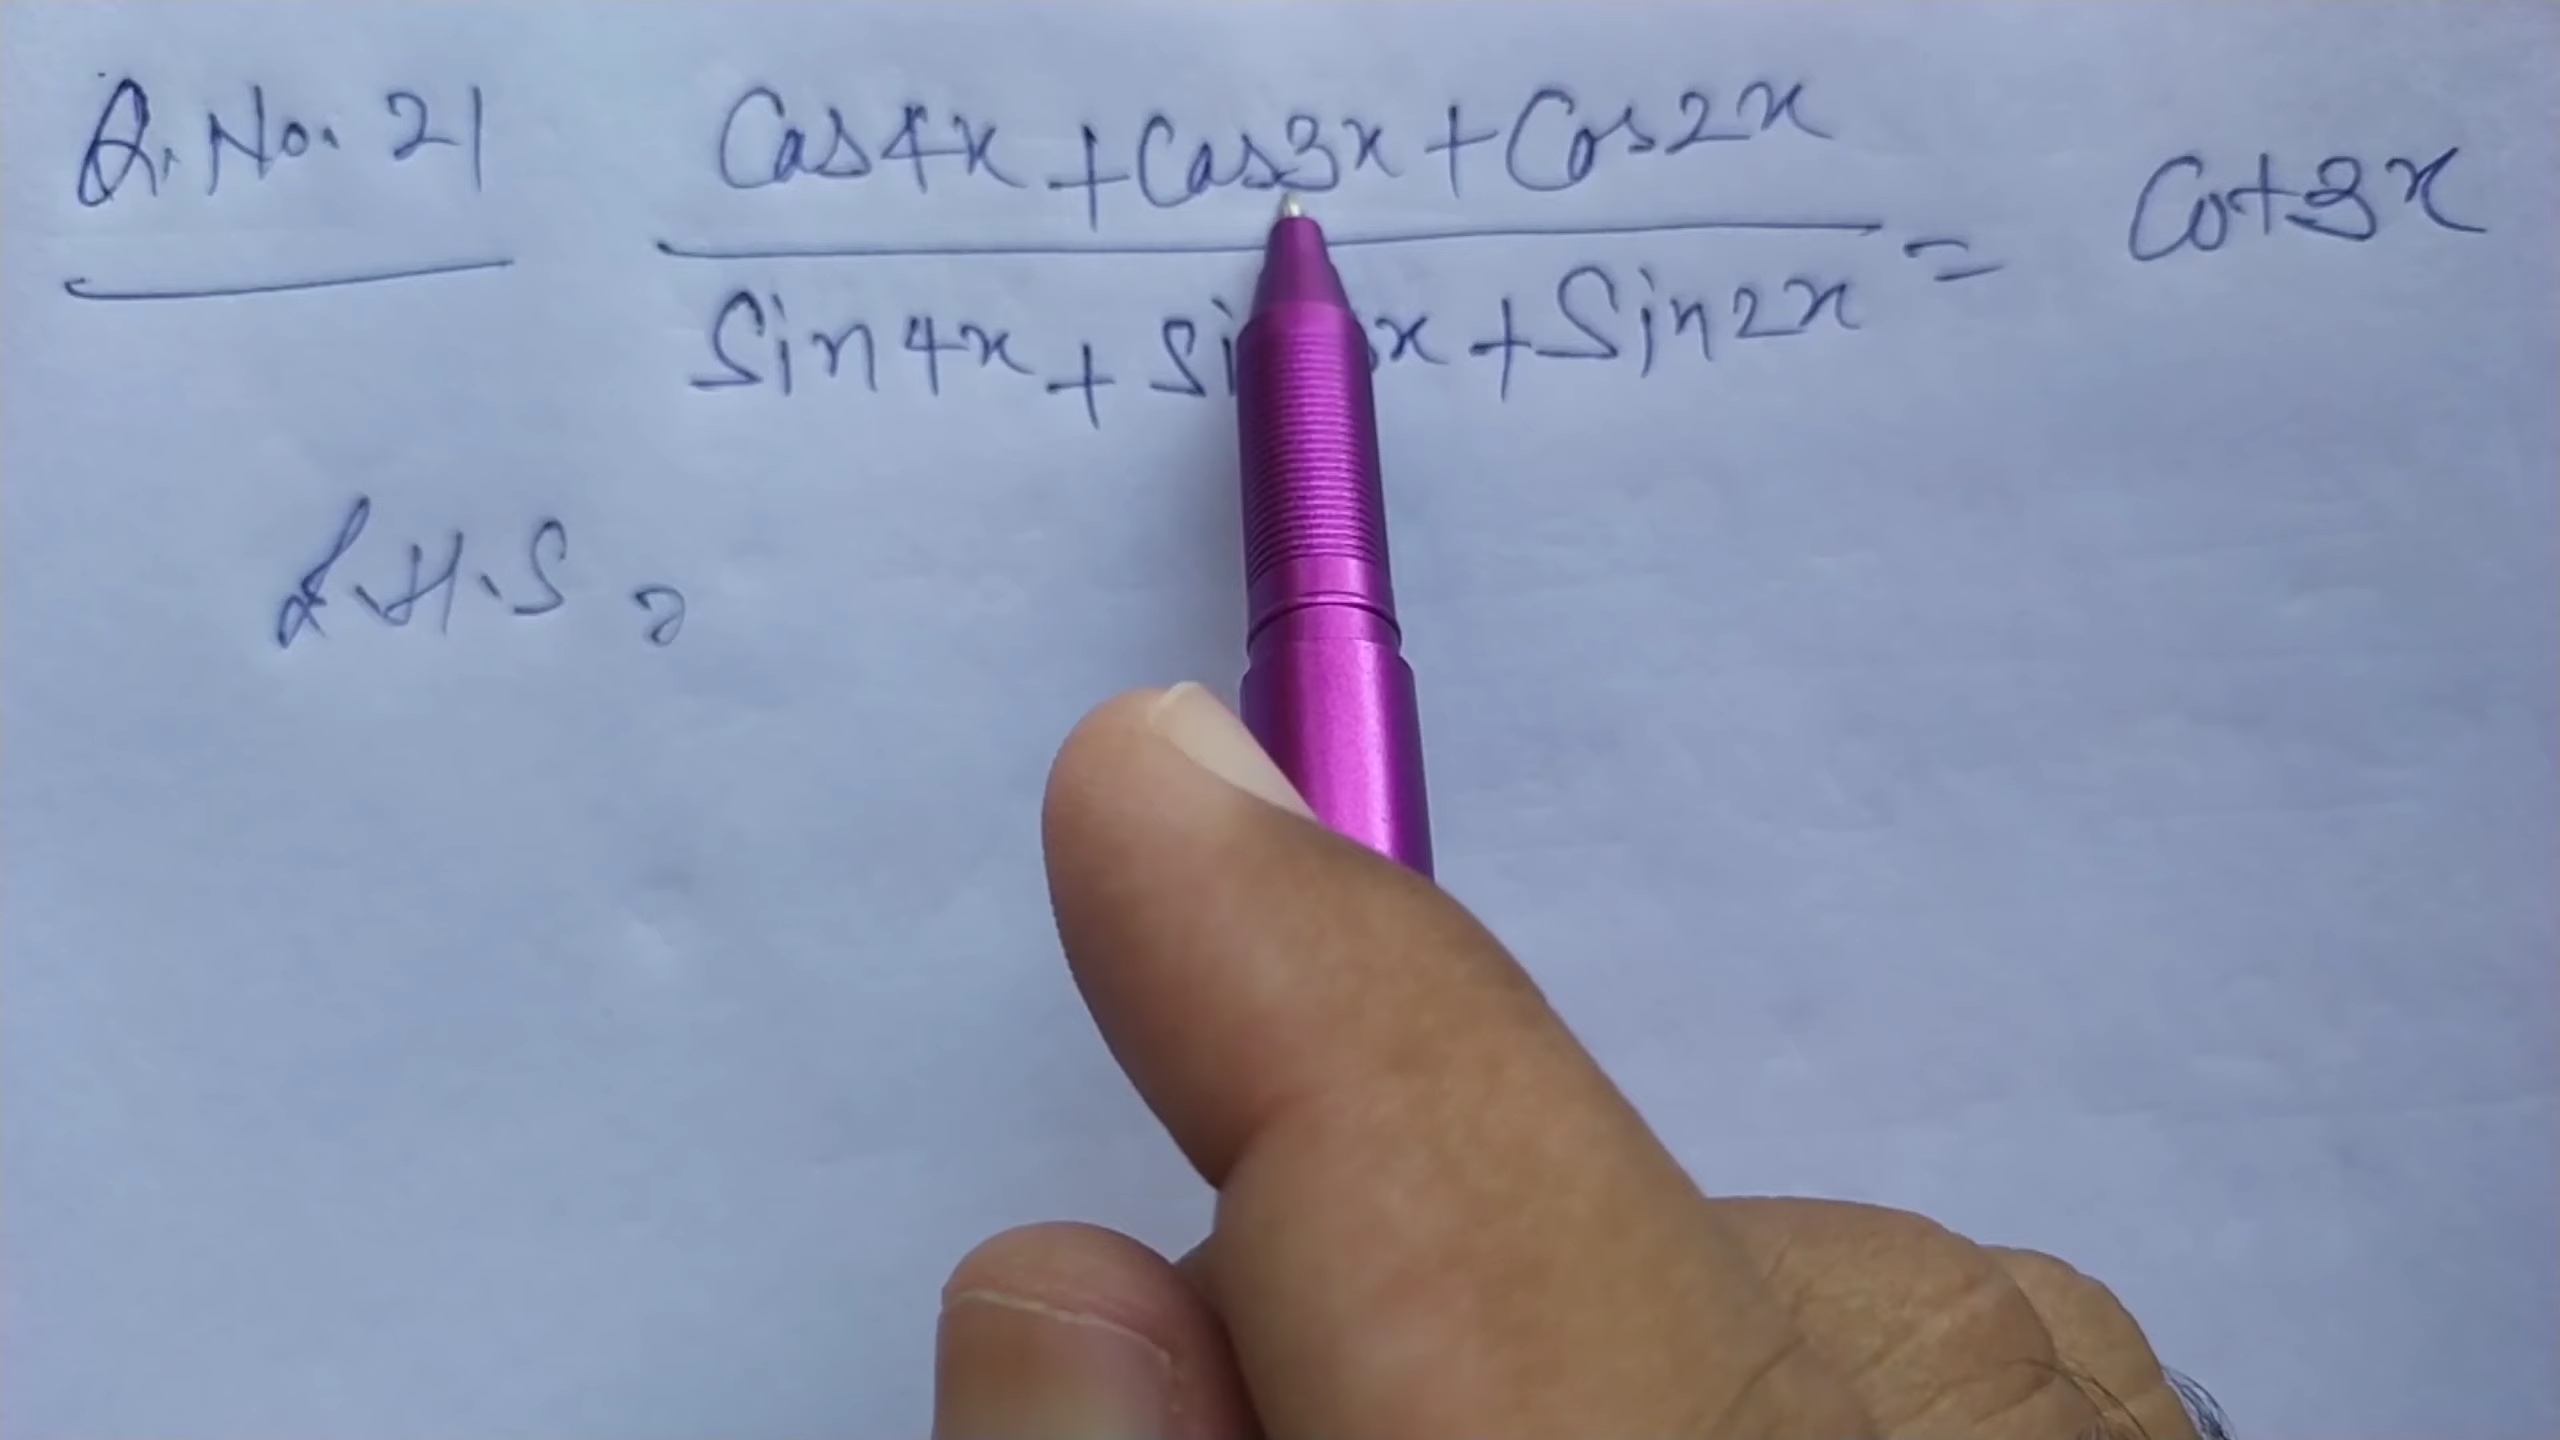 Q. No. 21
Cos4x + Cos3x + Cos2x
Sin4x + Si x + Sin2x
= Cot3x
L.H.S =